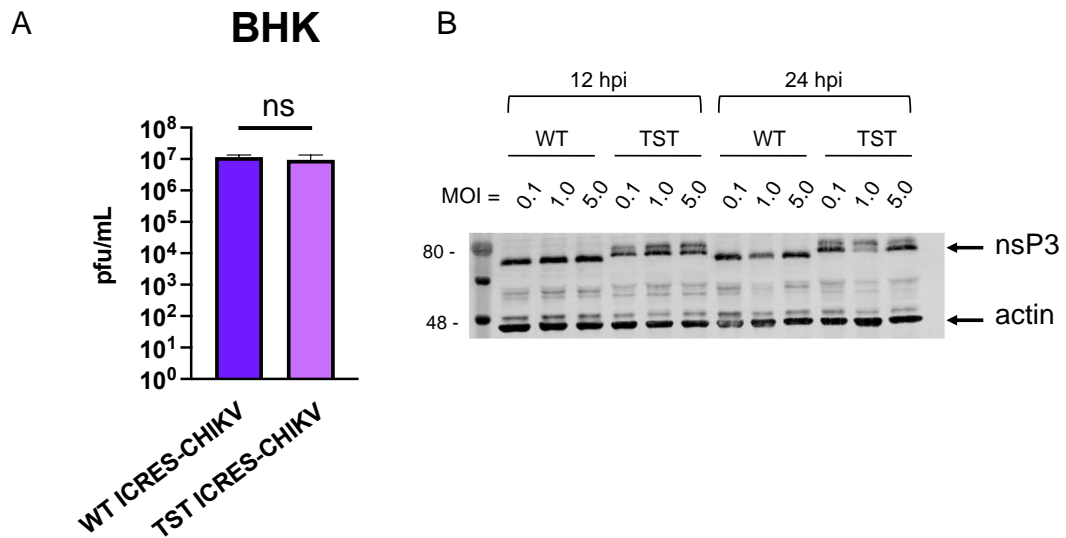 A
BHK
ns
10⁸
10⁷
10⁶
10⁵
10⁴
10³
10²
10¹
10⁰
pfu/mL
WT ICRES-CHIKV
TST ICRES-CHIKV
B
12 hpi 24 hpi
WT TST WT TST
MOI = 0.1 1.0 5.0 0.1 1.0 5.0 0.1 1.0 5.0 0.1 1.0 5.0
80 - nsP3
48 - actin